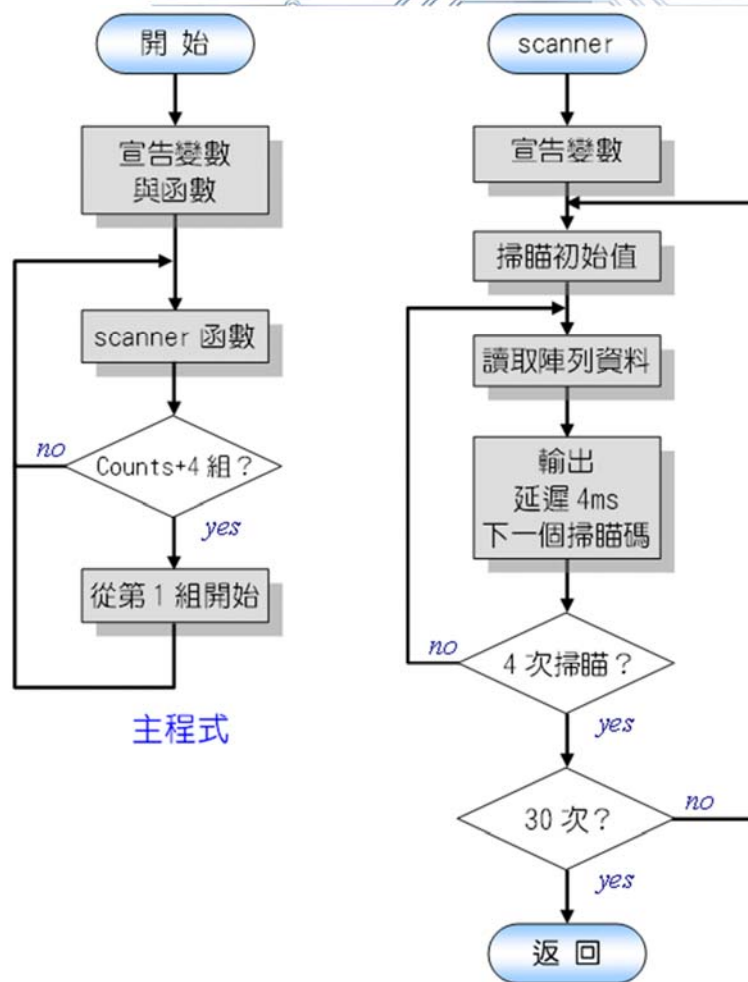 開 始
宣告變數
與函數
scanner 函數
no
Counts+4 組？
yes
從第 1 組開始
主程式
scanner
宣告變數
掃瞄初始值
讀取陣列資料
輸出
延遲 4ms
下一個掃瞄碼
no
4 次掃瞄？
yes
30 次？
no
yes
返 回